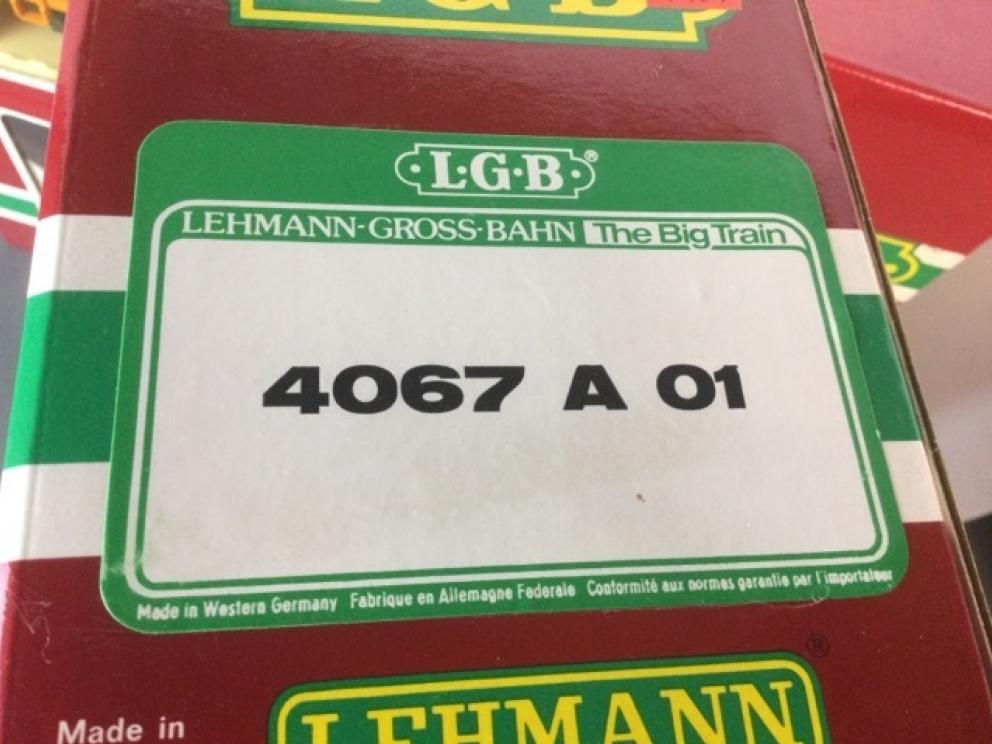 L·G·B®
LEHMANN-GROSS-BAHN The Big Train
4067 A 01
Made in Western Germany Fabrique en Allemagne Federale Conformité aux normes garantie par l'importateur
®
LEHMANN
Made in